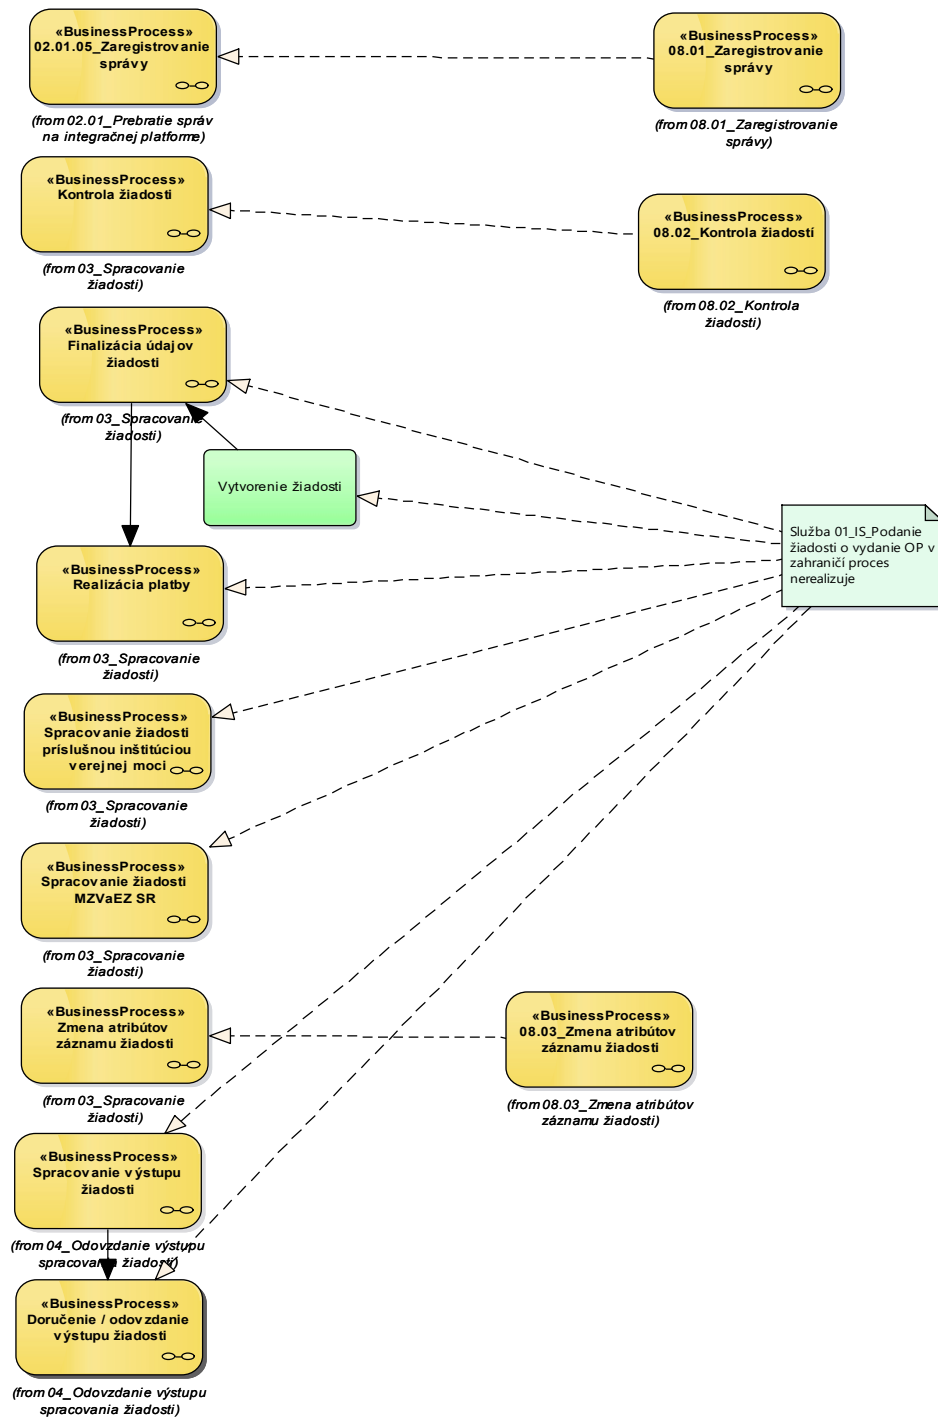 «BusinessProcess»
02.01.05_Zaregistrovanie
správy
(from 02.01_Prebratie správ
na integračnej platforme)
«BusinessProcess»
08.01_Zaregistrovanie
správy
(from 08.01_Zaregistrovanie
správy)
«BusinessProcess»
Kontrola žiadosti
(from 03_Spracovanie
žiadosti)
«BusinessProcess»
08.02_Kontrola žiadostí
(from 08.02_Kontrola
žiadosti)
«BusinessProcess»
Finalizácia údajov
žiadosti
(from 03_Spracovanie
žiadosti)
Vytvorenie žiadosti
Služba 01_IS_Podanie
žiadosti o vydanie OP v
zahraničí proces
nerealizuje
«BusinessProcess»
Realizácia platby
(from 03_Spracovanie
žiadosti)
«BusinessProcess»
Spracovanie žiadosti
príslušnou inštitúciou
verejnej moci
(from 03_Spracovanie
žiadosti)
«BusinessProcess»
Spracovanie žiadosti
MZVaEZ SR
(from 03_Spracovanie
žiadosti)
«BusinessProcess»
Zmena atribútov
záznamu žiadosti
(from 03_Spracovanie
žiadosti)
«BusinessProcess»
08.03_Zmena atribútov
záznamu žiadosti
(from 08.03_Zmena atribútov
záznamu žiadosti)
«BusinessProcess»
Spracovanie výstupu
žiadosti
(from 04_Odovzdanie výstupu
spracovania žiadosti)
«BusinessProcess»
Doručenie / odovzdanie
výstupu žiadosti
(from 04_Odovzdanie výstupu
spracovania žiadosti)